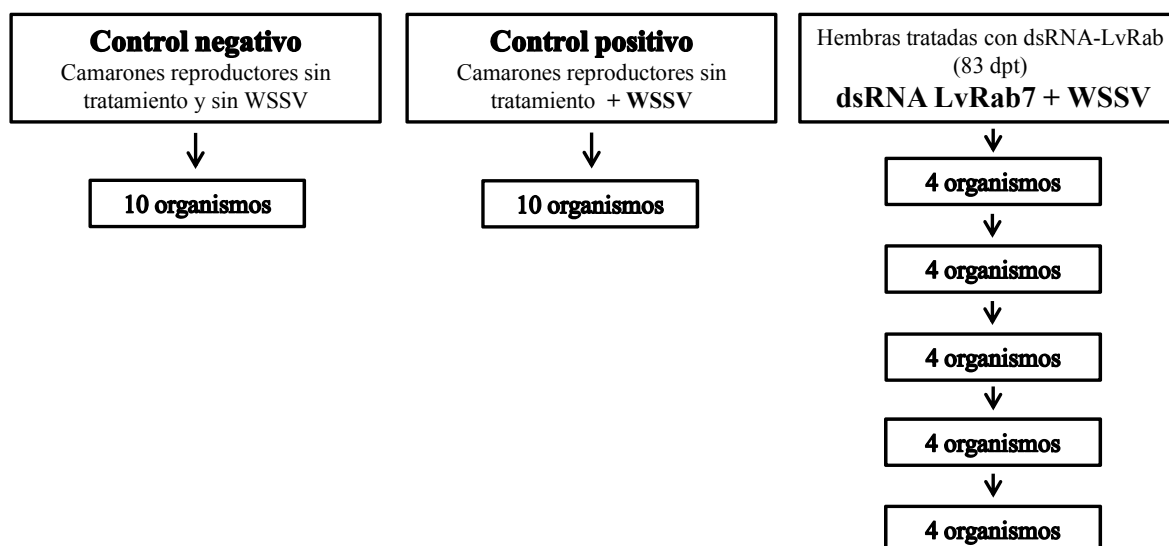 Control negativo
Camarones reproductores sin
tratamiento y sin WSSV
10 organismos
Control positivo
Camarones reproductores sin
tratamiento + WSSV
10 organismos
Hembras tratadas con dsRNA-LvRab
(83 dpt)
dsRNA LvRab7 + WSSV
4 organismos
4 organismos
4 organismos
4 organismos
4 organismos